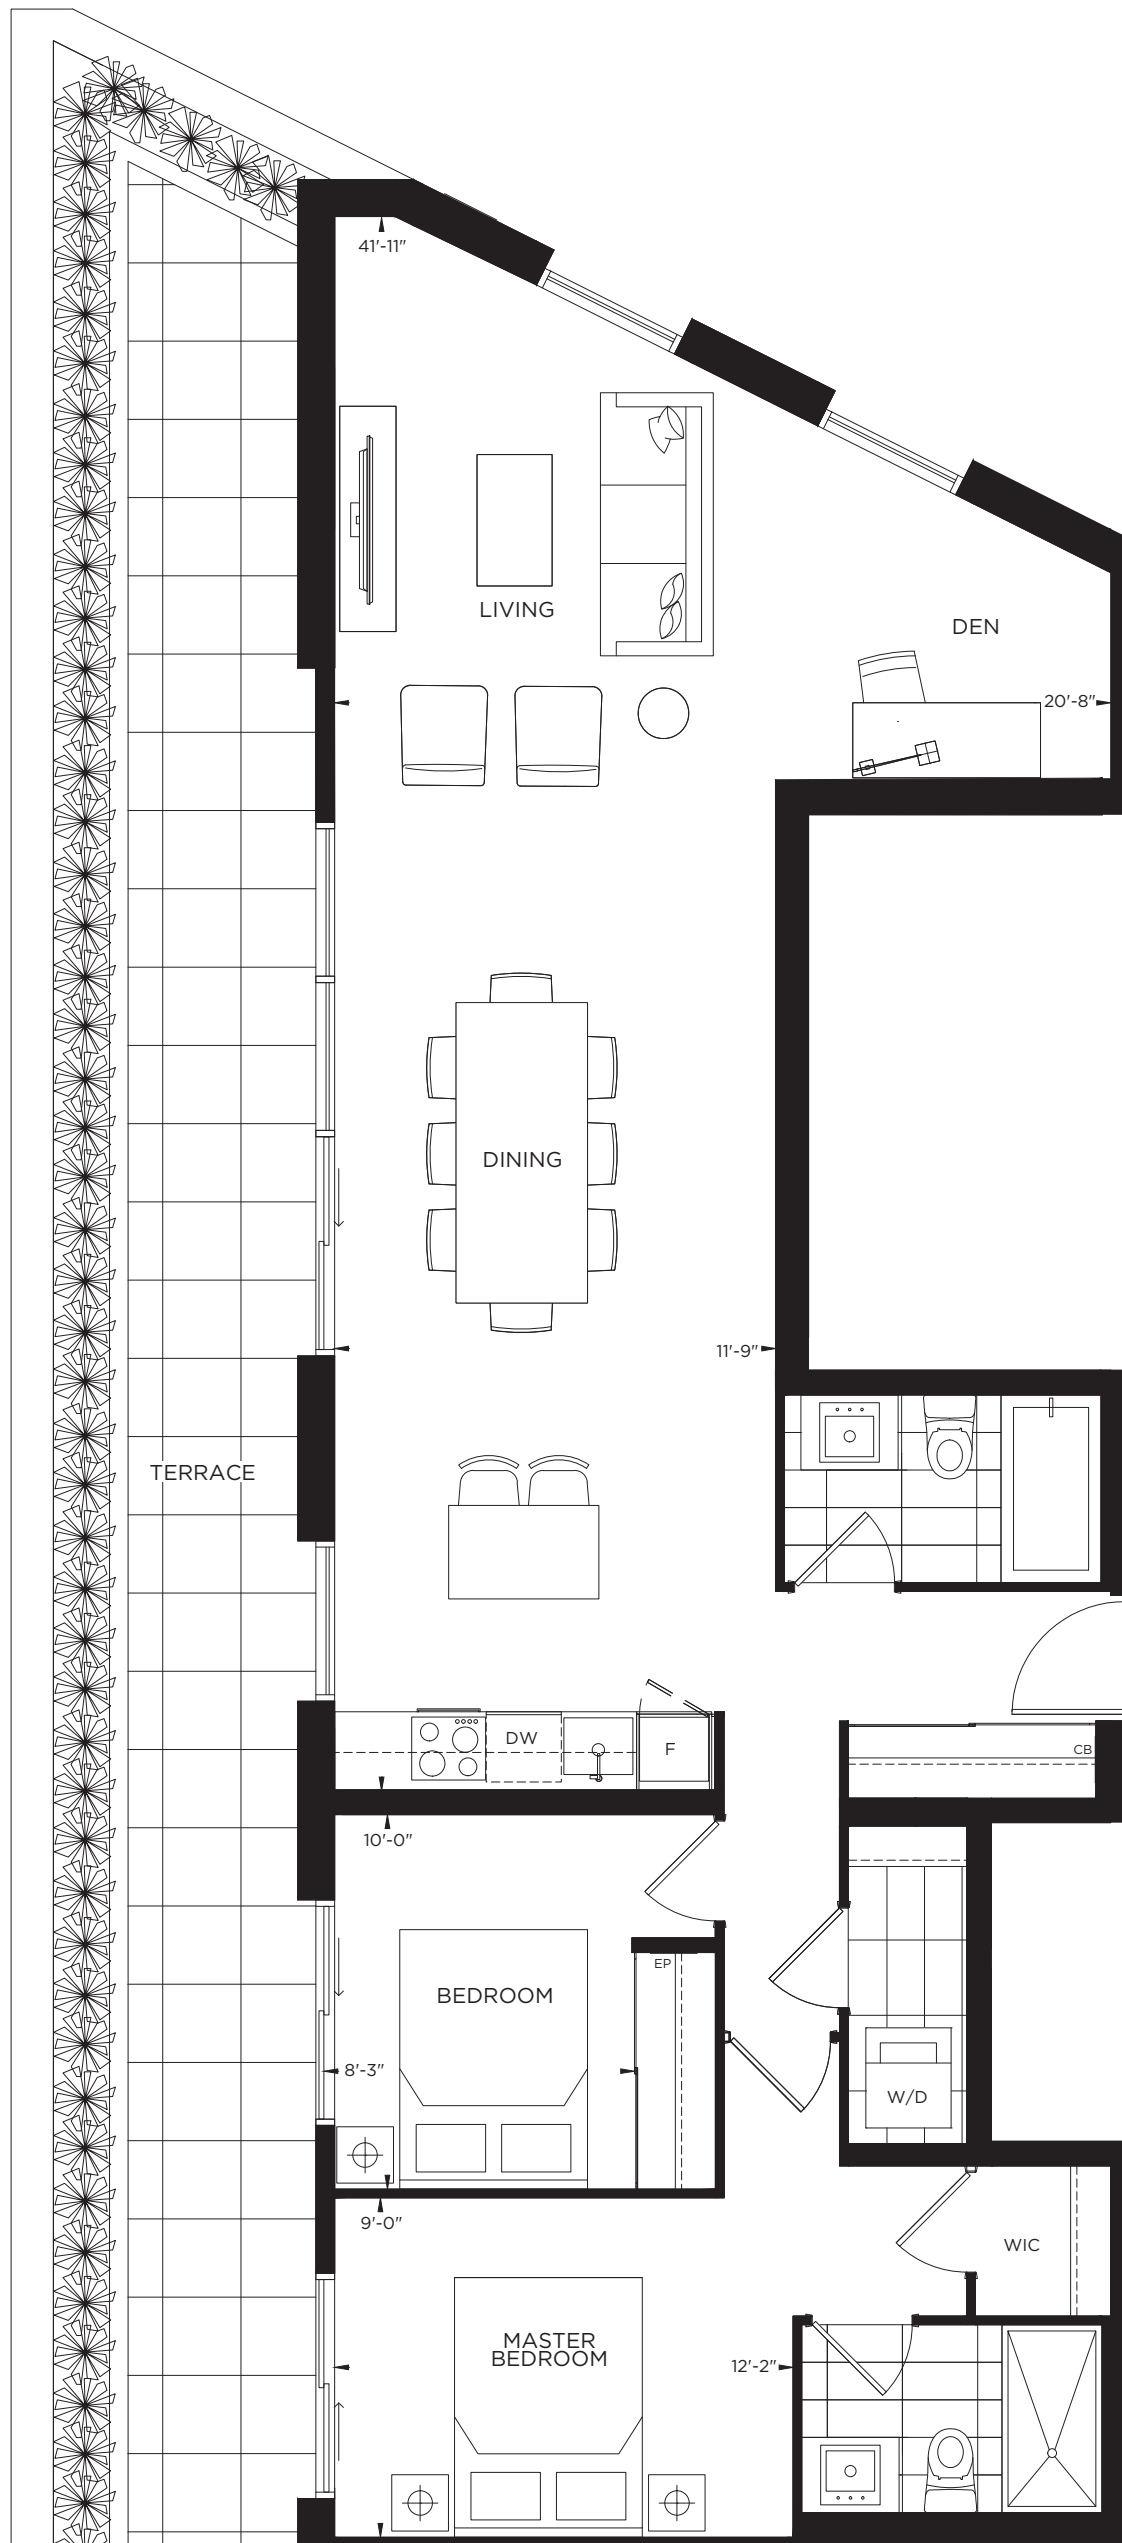 41'-11"
LIVING
DEN
20'-8"
DINING
11'-9"
TERRACE
DW
F
CB
10'-0"
EP
BEDROOM
8'-3"
W/D
9'-0"
WIC
MASTER
BEDROOM
12'-2"